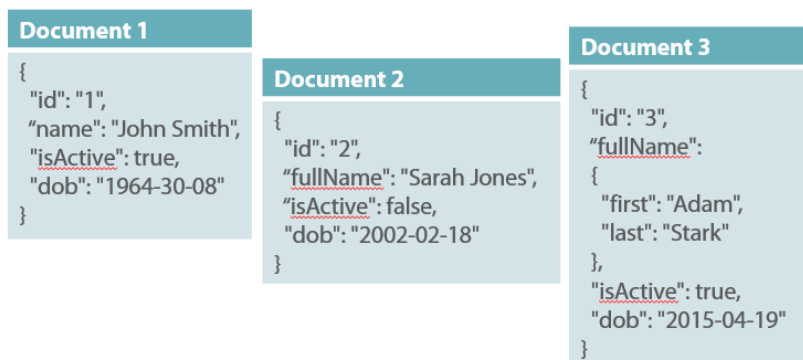 Document 1
{
"id": "1",
“name": "John Smith",
"isActive": true,
"dob": "1964-30-08"
}
Document 2
{
"id": "2",
“fullName": "Sarah Jones",
“isActive": false,
"dob": "2002-02-18"
}
Document 3
{
"id": "3",
“fullName":
{
"first": "Adam",
"last": "Stark"
},
"isActive": true,
"dob": "2015-04-19"
}